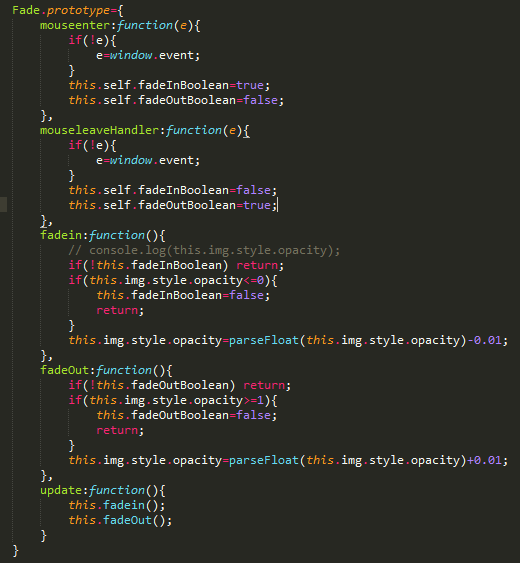 Fade.prototype={
    mouseenter:function(e){
        if(!e){
            e=window.event;
        }
        this.self.fadeInBoolean=true;
        this.self.fadeOutBoolean=false;
    },
    mouseleaveHandler:function(e){
        if(!e){
            e=window.event;
        }
        this.self.fadeInBoolean=false;
        this.self.fadeOutBoolean=true;
    },
    fadein:function(){
        // console.log(this.img.style.opacity);
        if(!this.fadeInBoolean) return;
        if(this.img.style.opacity<=0){
            this.fadeInBoolean=false;
            return;
        }
        this.img.style.opacity=parseFloat(this.img.style.opacity)-0.01;
    },
    fadeOut:function(){
        if(!this.fadeOutBoolean) return;
        if(this.img.style.opacity>=1){
            this.fadeOutBoolean=false;
            return;
        }
        this.img.style.opacity=parseFloat(this.img.style.opacity)+0.01;
    },
    update:function(){
        this.fadein();
        this.fadeOut();
    }
}